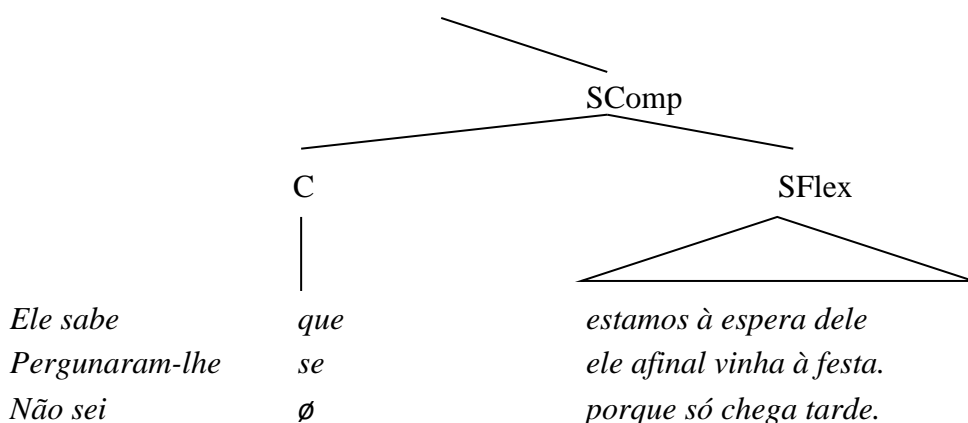 SComp
C SFlex
Ele sabe que estamos à espera dele
Pergunaram-lhe se ele afinal vinha à festa.
Não sei ø porque só chega tarde.